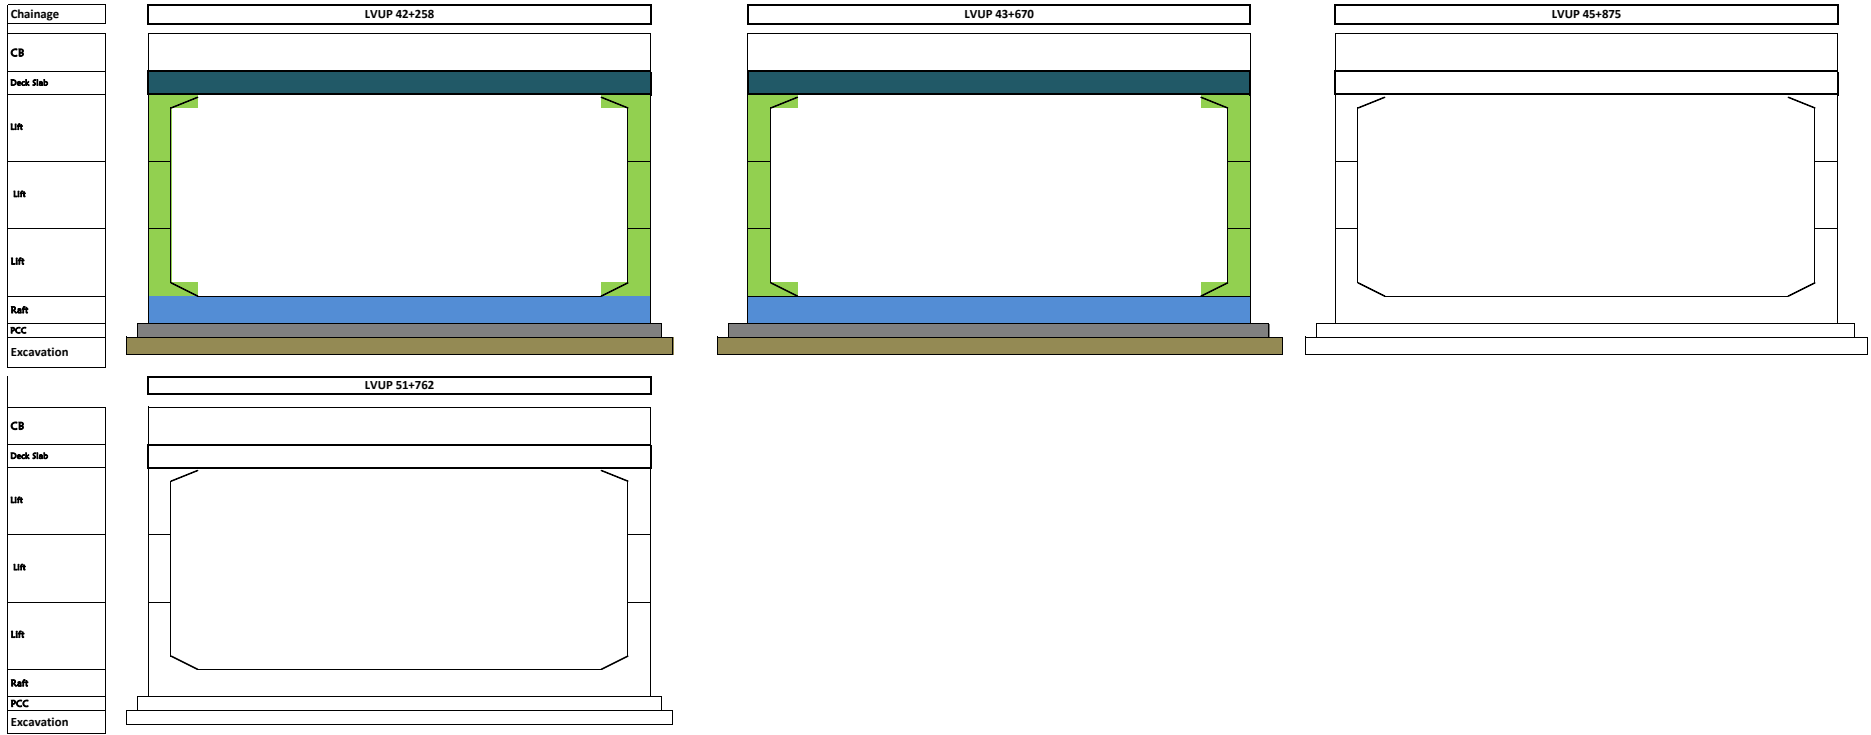 Chainage
LVUP 42+258
LVUP 43+670
LVUP 45+875
CB
Deck Slab
Lift
Lift
Lift
Raft
PCC
Excavation
LVUP 51+762
CB
Deck Slab
Lift
Lift
Lift
Raft
PCC
Excavation